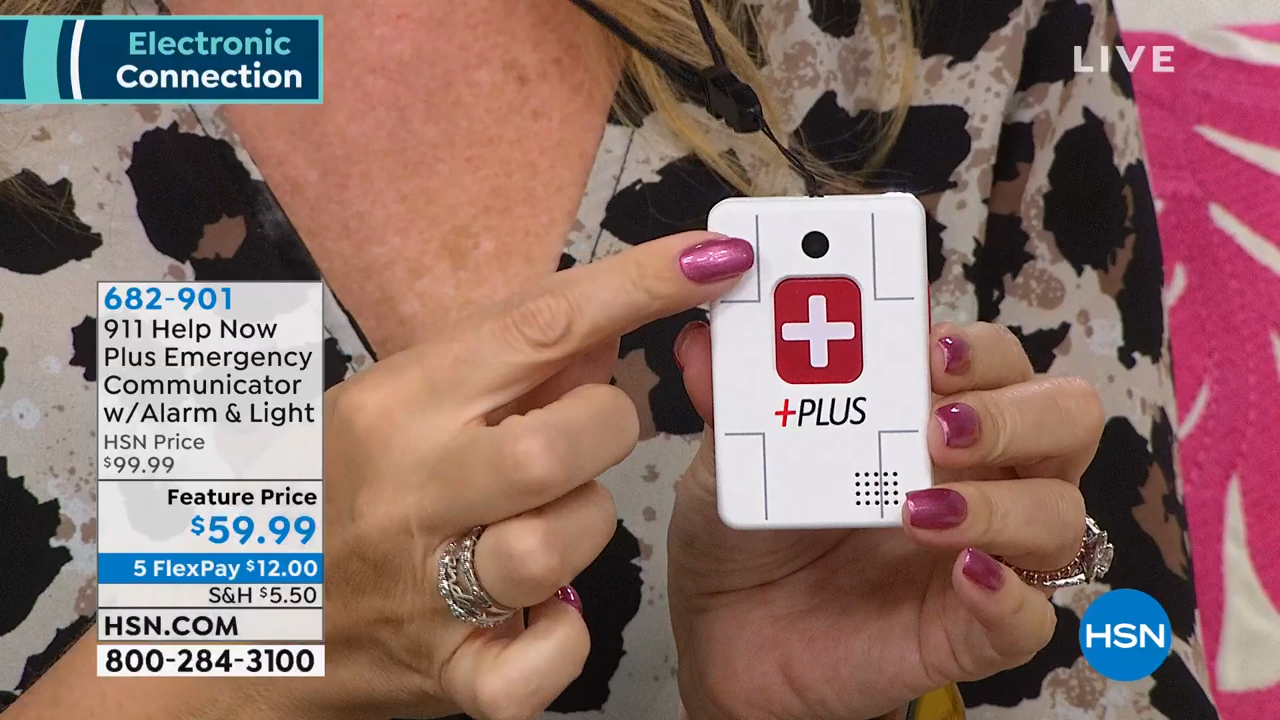 Electronic
Connection
LIVE
682-901
911 Help Now
Plus Emergency
Communicator
w/Alarm & Light
HSN Price
$99.99
Feature Price
$59.99
5 FlexPay $12.00
S&H $5.50
HSN.COM
800-284-3100
+PLUS
HSN